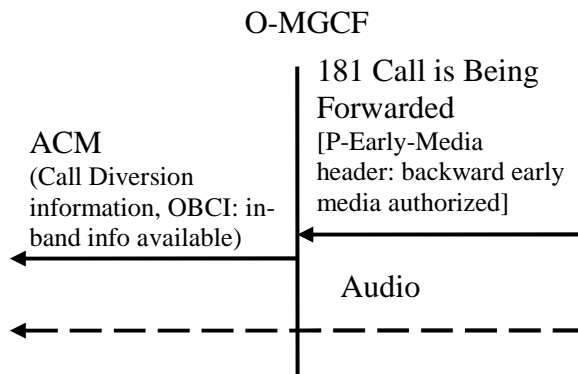 O-MGCF
181 Call is Being
Forwarded
[P-Early-Media
header: backward early
media authorized]
ACM
(Call Diversion
information, OBCI: in-
band info available)
Audio